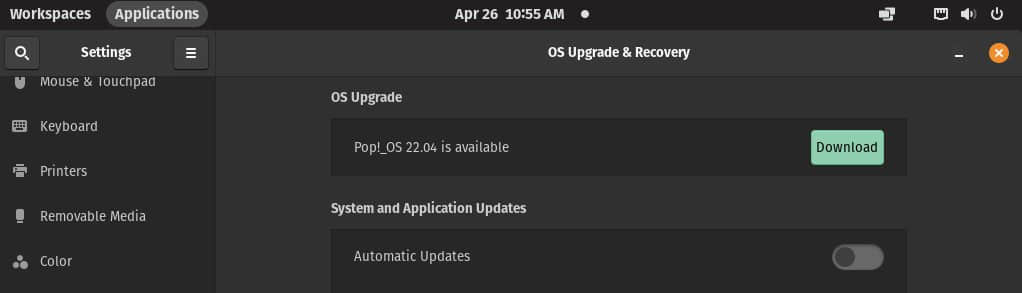 Workspaces Applications Apr 26 10:55 AM
Settings OS Upgrade & Recovery
Mouse & Touchpad
OS Upgrade
Keyboard
Pop!_OS 22.04 is available Download
Printers
System and Application Updates
Removable Media
Automatic Updates
Color